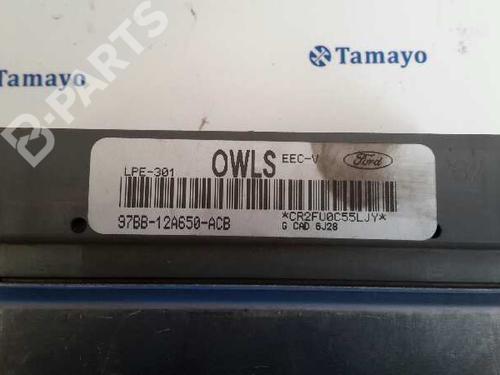 Tamayo
Tamayo
B-PARTS
LPE-301
OWLS
EEC-V
Ford
97BB-12A650-ACB
*CR2FU0C55LJY*
G CAD 6J28